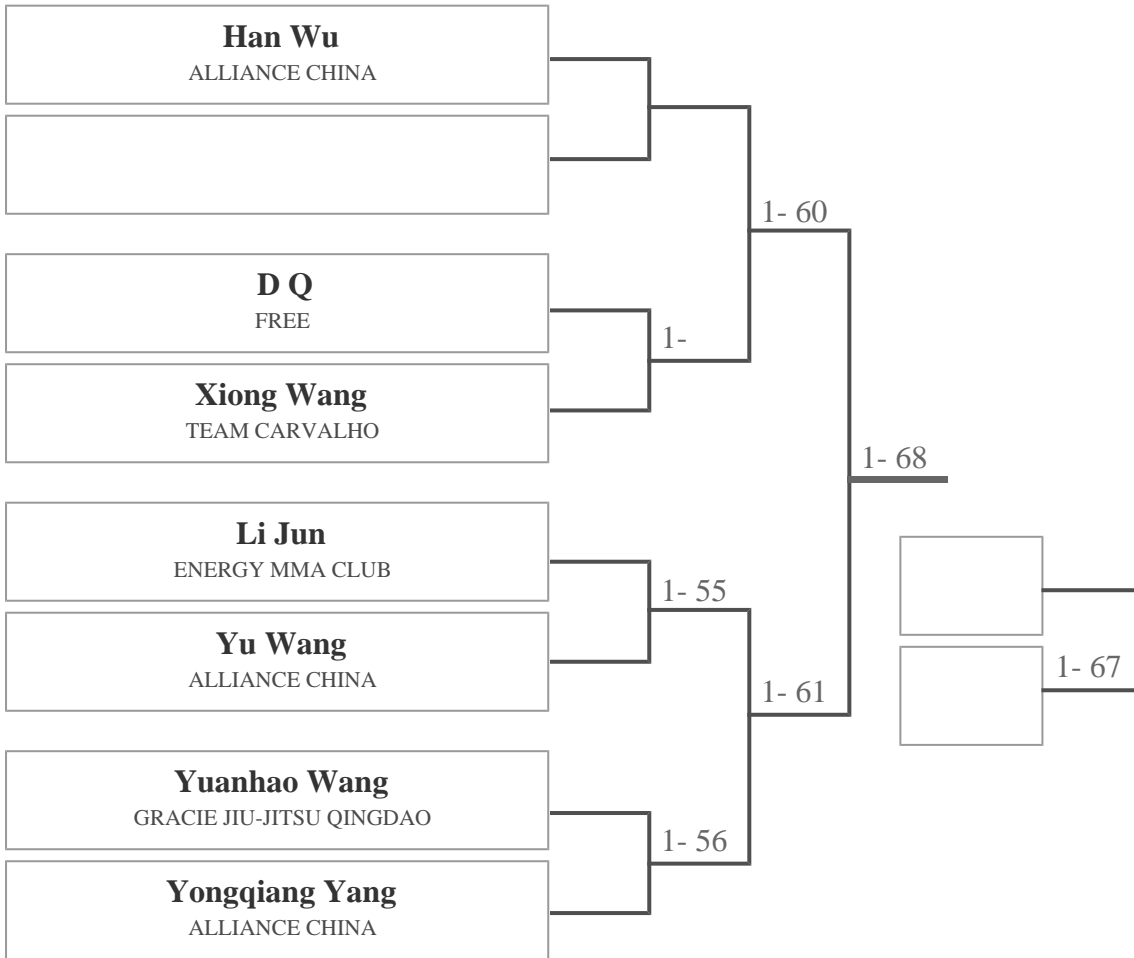 Han Wu
ALLIANCE CHINA
1- 60
D Q
FREE
1-
Xiong Wang
TEAM CARVALHO
1- 68
Li Jun
ENERGY MMA CLUB
1- 55
Yu Wang
ALLIANCE CHINA
1- 61
1- 67
Yuanhao Wang
GRACIE JIU-JITSU QINGDAO
1- 56
Yongqiang Yang
ALLIANCE CHINA